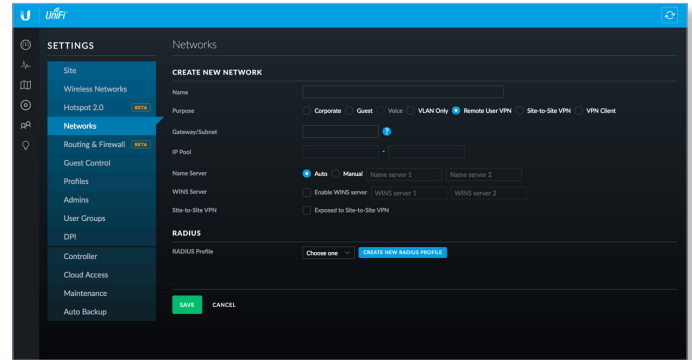 U UniFi
SETTINGS
Site
Wireless Networks
Hotspot 2.0 BETA
Networks
Routing & Firewall BETA
Guest Control
Profiles
Admins
User Groups
DPI
Controller
Cloud Access
Maintenance
Auto Backup
Networks
CREATE NEW NETWORK
Name
Purpose Corporate Guest Voice VLAN Only Remote User VPN Site-to-Site VPN VPN Client
Gateway/Subnet ?
IP Pool -
Name Server Auto Manual Name server 1 Name server 2
WINS Server Enable WINS server WINS server 1 WINS server 2
Site-to-Site VPN Exposed to Site-to-Site VPN
RADIUS
RADIUS Profile Choose one CREATE NEW RADIUS PROFILE
SAVE CANCEL